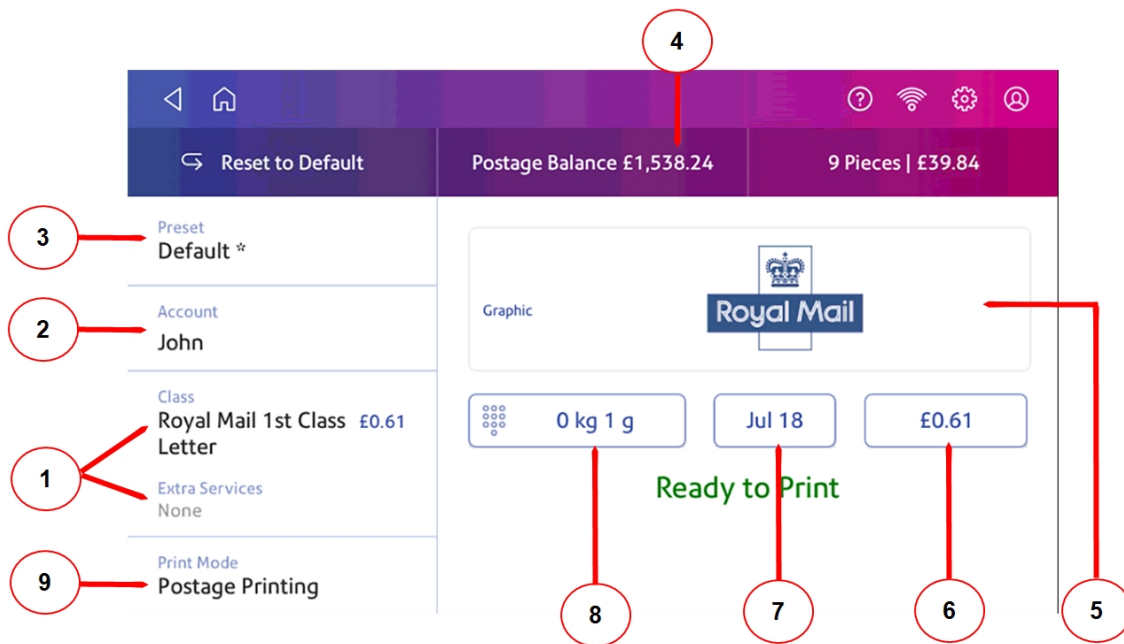 4
Reset to Default
Postage Balance £1,538.24
9 Pieces | £39.84
3
Preset
Default *
2
Account
John
Graphic
Royal Mail
Class
Royal Mail 1st Class £0.61
Letter
1
Extra Services
None
0 kg 1 g
Jul 18
£0.61
Ready to Print
9
Print Mode
Postage Printing
8
7
6
5